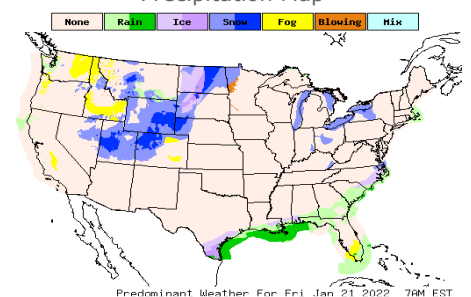 Precipitation Map
None Rain Ice Snow Fog Blowing Mix
Predominant Weather For Fri Jan 21 2022 7AM EST